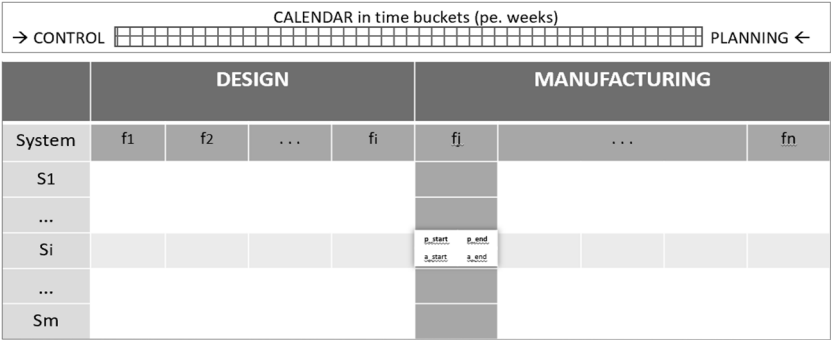 CALENDAR in time buckets (pe. weeks)
→ CONTROL PLANNING ←
DESIGN MANUFACTURING
System f1 f2 ... fi fj ... fn
S1
...
Si
p_start p_end
a_start a_end
...
Sm